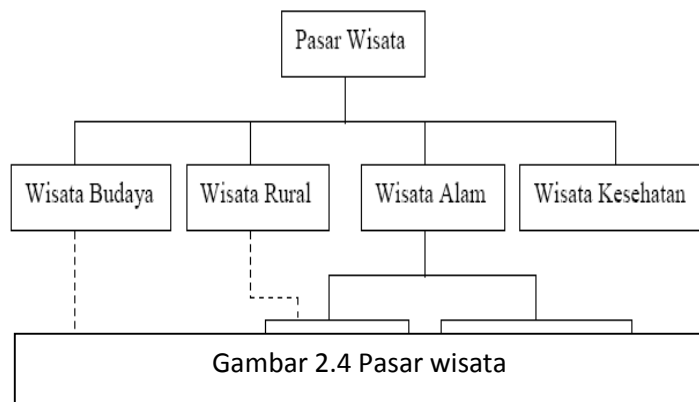 Pasar Wisata
Wisata Budaya
Wisata Rural
Wisata Alam
Wisata Kesehatan
Gambar 2.4 Pasar wisata